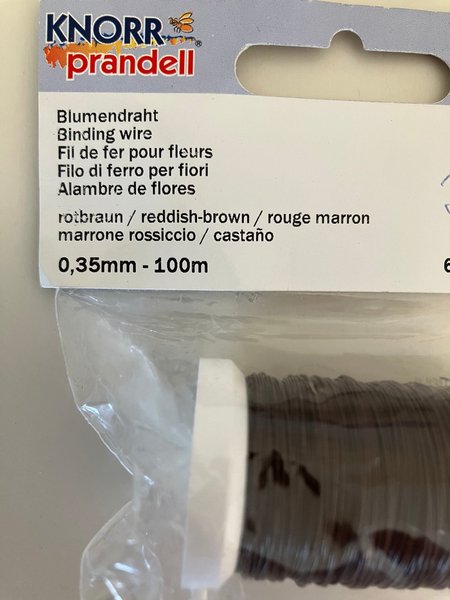 KNORR
prandell
®
Blumendraht
Binding wire
Fil de fer pour fleurs
Filo di ferro per fiori
Alambre de flores
rotbraun / reddish-brown / rouge marron
marrone rossiccio / castaño
0,35mm - 100m